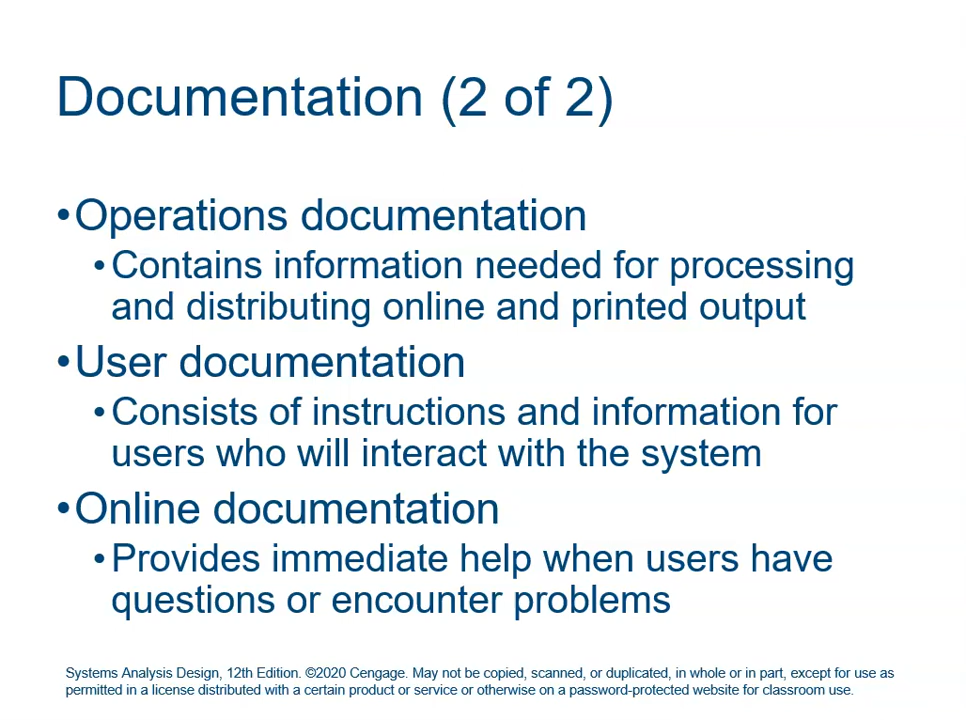 Documentation (2 of 2)
•Operations documentation
•Contains information needed for processing
and distributing online and printed output
•User documentation
•Consists of instructions and information for
users who will interact with the system
•Online documentation
•Provides immediate help when users have
questions or encounter problems
Systems Analysis Design, 12th Edition. ©2020 Cengage. May not be copied, scanned, or duplicated, in whole or in part, except for use as
permitted in a license distributed with a certain product or service or otherwise on a password-protected website for classroom use.